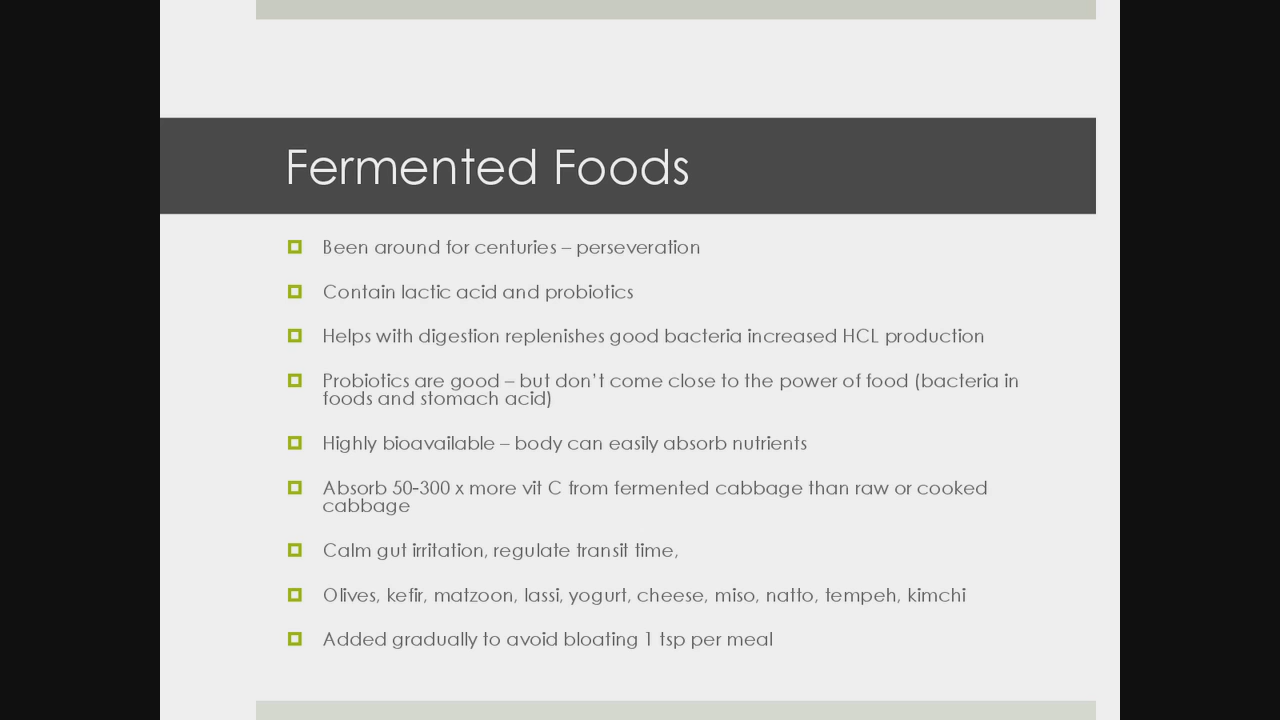 Fermented Foods
Been around for centuries – perseveration
Contain lactic acid and probiotics
Helps with digestion replenishes good bacteria increased HCL production
Probiotics are good – but don’t come close to the power of food (bacteria in
foods and stomach acid)
Highly bioavailable – body can easily absorb nutrients
Absorb 50-300 x more vit C from fermented cabbage than raw or cooked
cabbage
Calm gut irritation, regulate transit time,
Olives, kefir, matzoon, lassi, yogurt, cheese, miso, natto, tempeh, kimchi
Added gradually to avoid bloating 1 tsp per meal